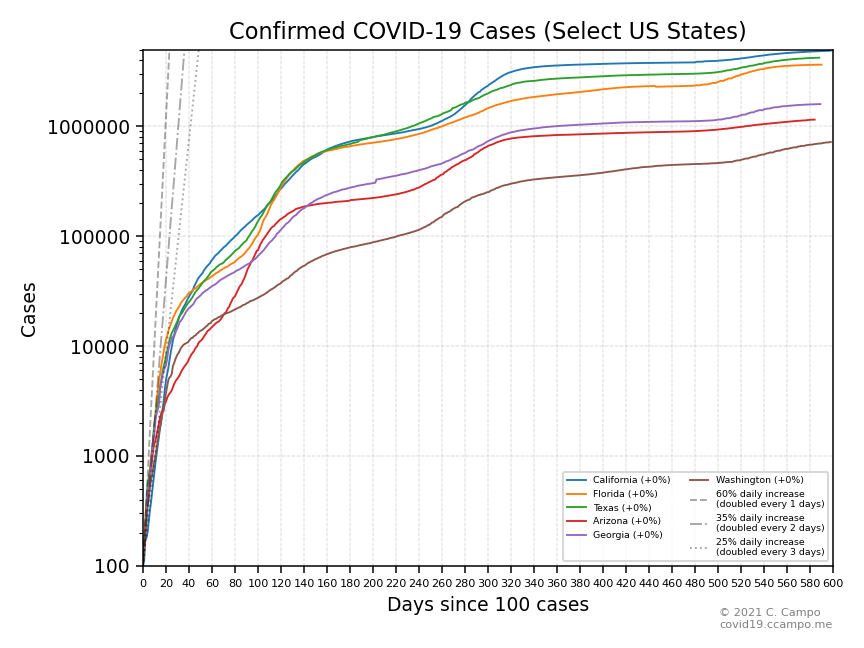 Confirmed COVID-19 Cases (Select US States)
Cases
1000000
100000
10000
1000
100
0 20 40 60 80 100 120 140 160 180 200 220 240 260 280 300 320 340 360 380 400 420 440 460 480 500 520 540 560 580 600
Days since 100 cases
California (+0%)
Florida (+0%)
Texas (+0%)
Arizona (+0%)
Georgia (+0%)
Washington (+0%)
60% daily increase
(doubled every 1 days)
35% daily increase
(doubled every 2 days)
25% daily increase
(doubled every 3 days)
© 2021 C. Campo
covid19.ccampo.me